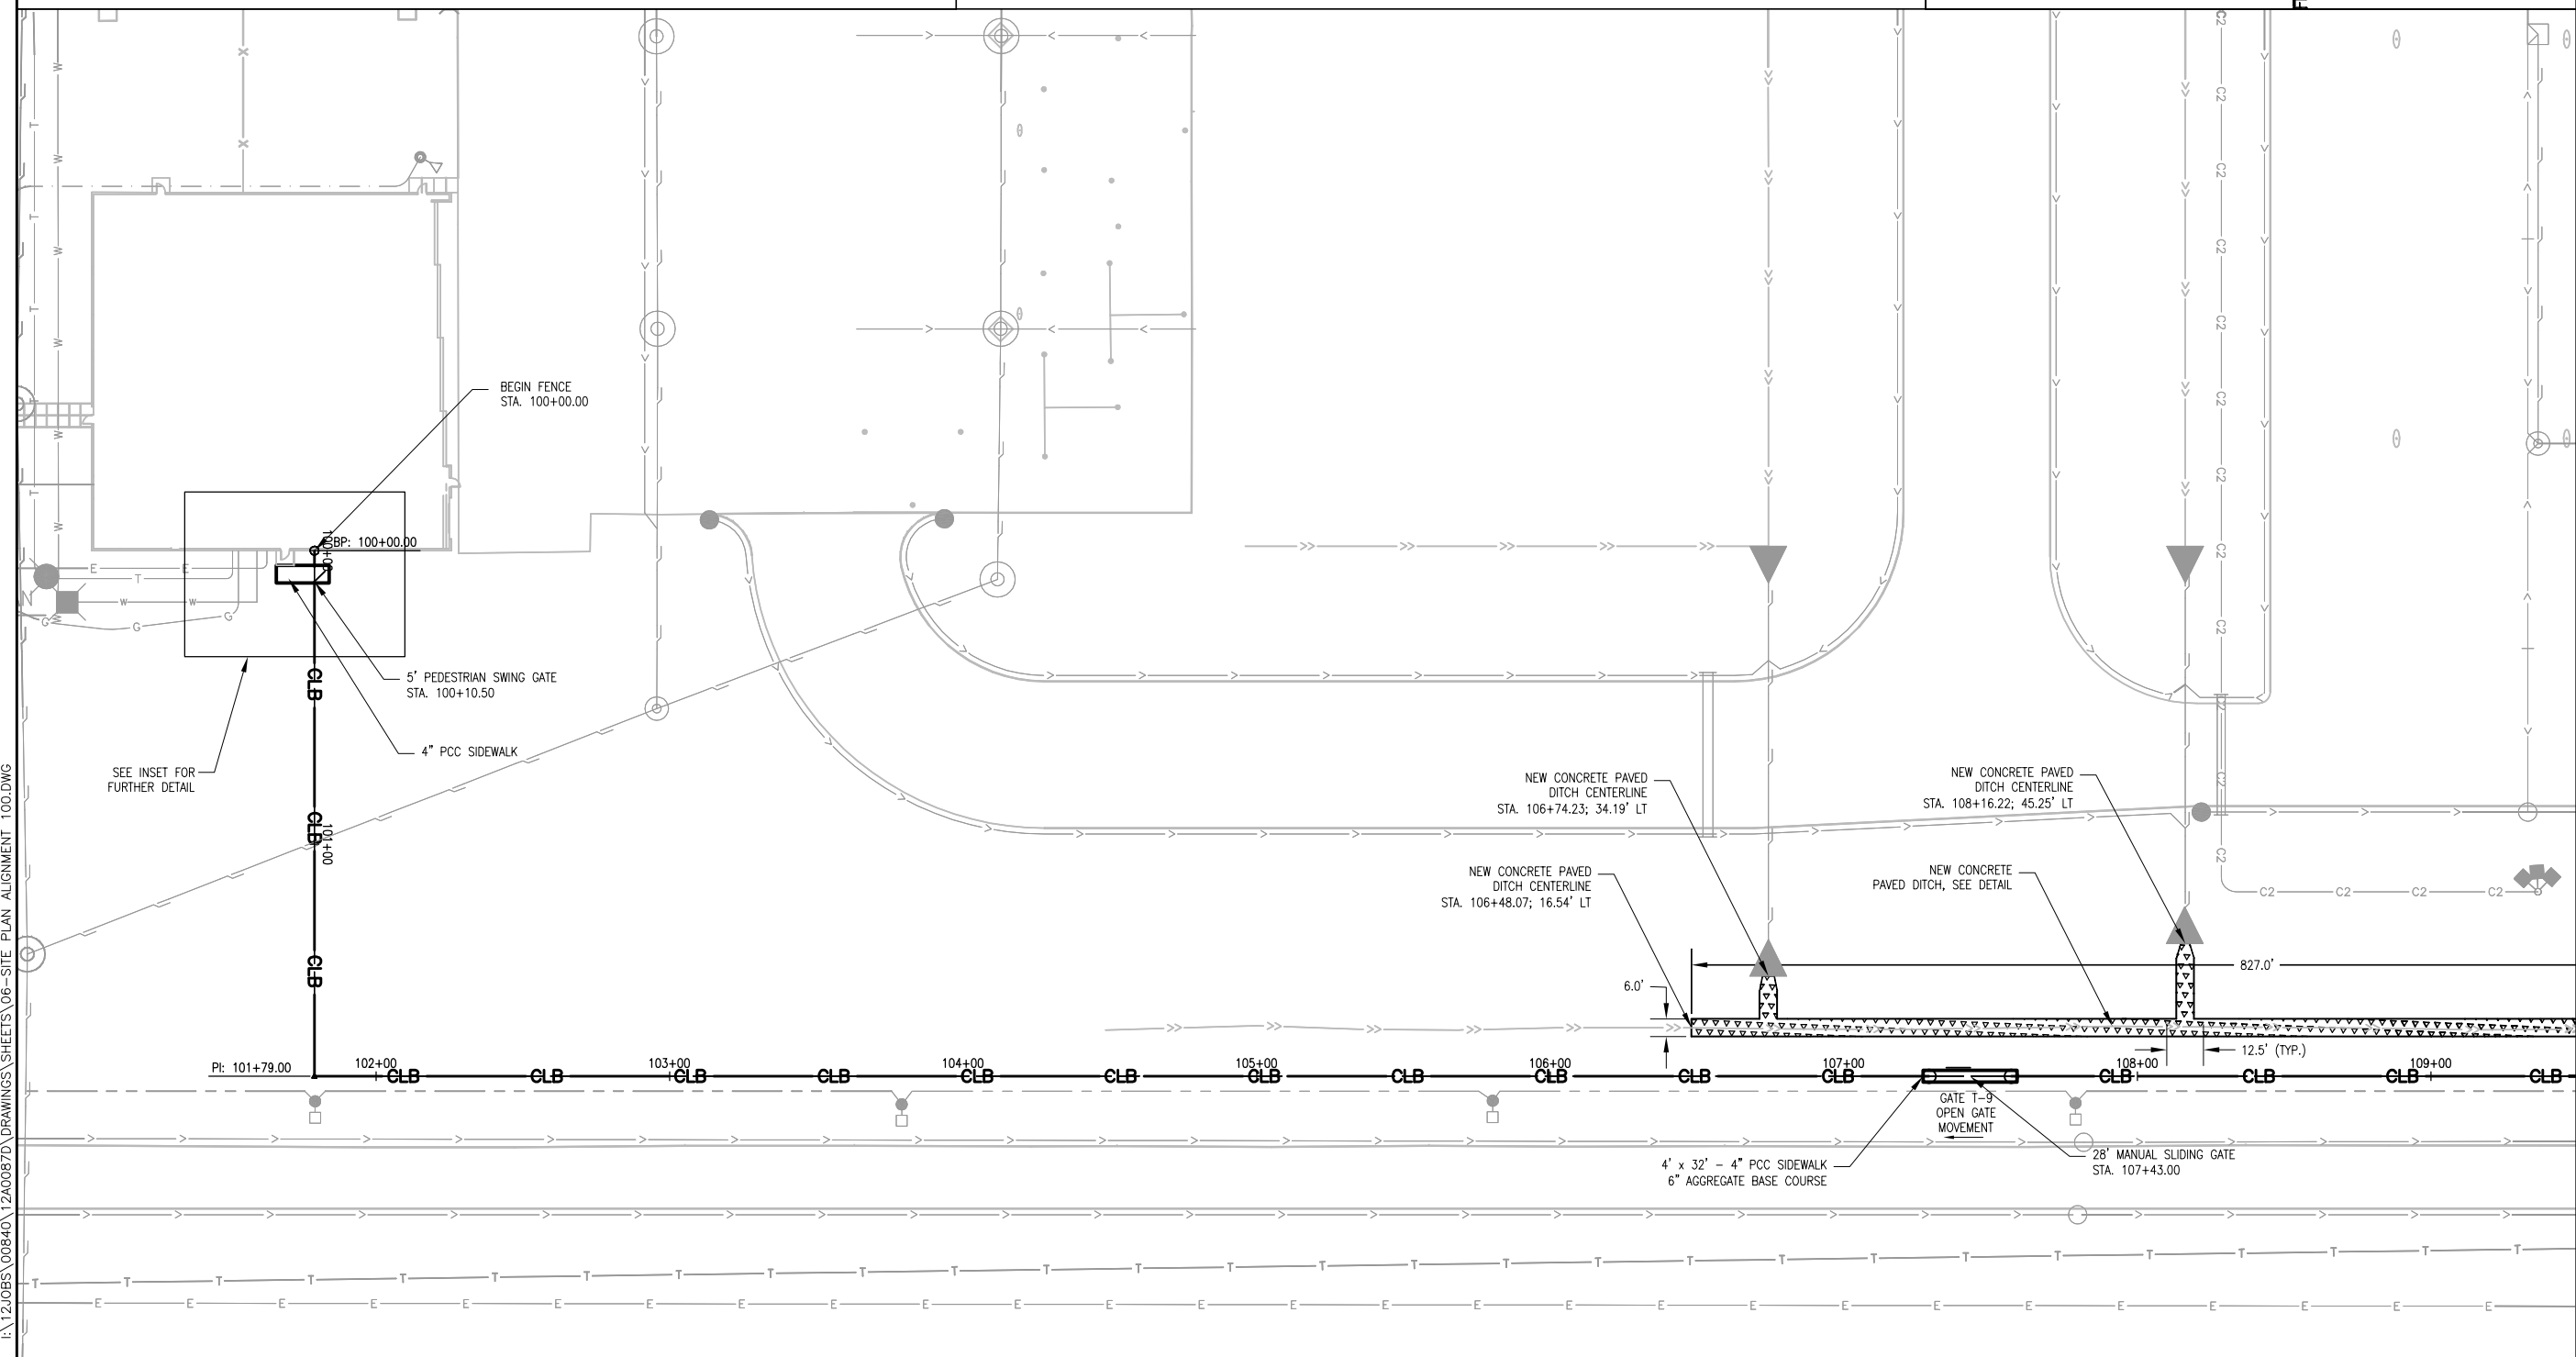 BEGIN FENCE
STA. 100+00.00
100+00
BP: 100+00.00
5' PEDESTRIAN SWING GATE
STA. 100+10.50
4" PCC SIDEWALK
SEE INSET FOR
FURTHER DETAIL
CLB
CLB
101+00
CLB
NEW CONCRETE PAVED
DITCH CENTERLINE
STA. 106+74.23; 34.19' LT
NEW CONCRETE PAVED
DITCH CENTERLINE
STA. 108+16.22; 45.25' LT
NEW CONCRETE PAVED
DITCH CENTERLINE
STA. 106+48.07; 16.54' LT
NEW CONCRETE
PAVED DITCH, SEE DETAIL
827.0'
6.0'
12.5' (TYP.)
PI: 101+79.00
102+00 103+00 104+00 105+00 106+00 107+00 108+00 109+00
CLB CLB CLB CLB CLB CLB CLB CLB CLB CLB CLB CLB CLB CLB CLB
GATE T-9
OPEN GATE
MOVEMENT
4' x 32' - 4" PCC SIDEWALK
6" AGGREGATE BASE COURSE
28' MANUAL SLIDING GATE
STA. 107+43.00
I:\12JOBS\00840\12A0087D\DRAWINGS\SHEETS\06-SITE PLAN ALIGNMENT 100.DWG